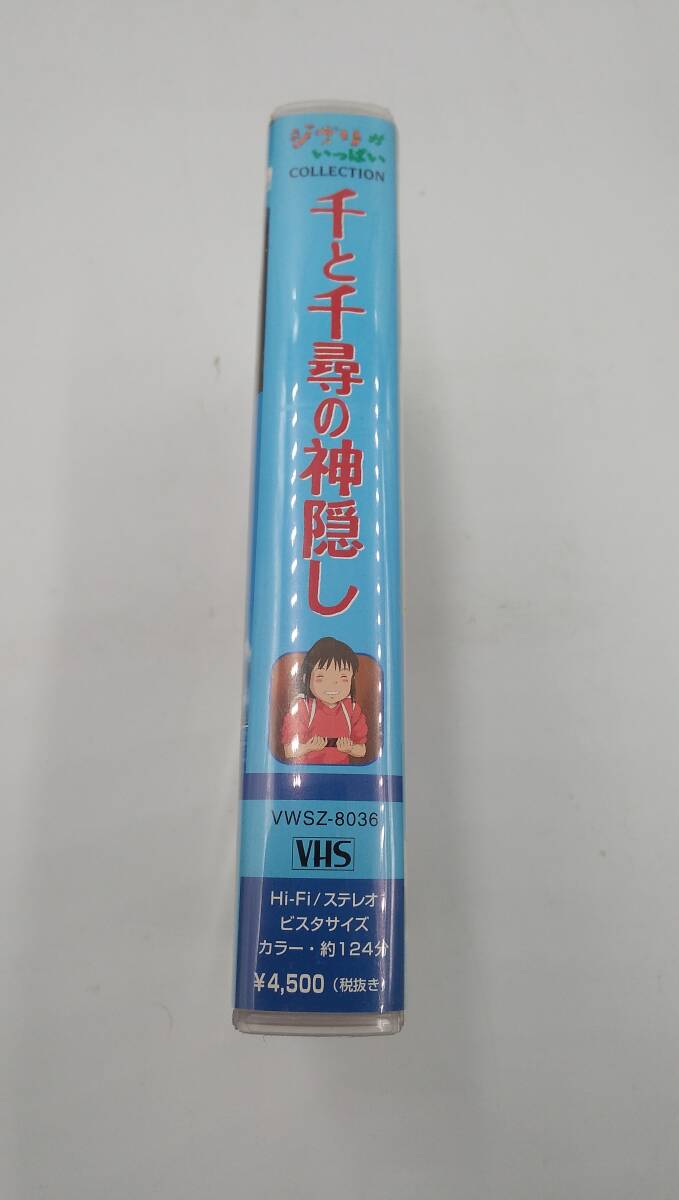 ジブリが
いっぱい
COLLECTION
千と千尋の神隠し
VWSZ-8036
VHS
Hi-Fi/ステレオ
ビスタサイズ
カラー・約124分
¥4,500（税抜き）